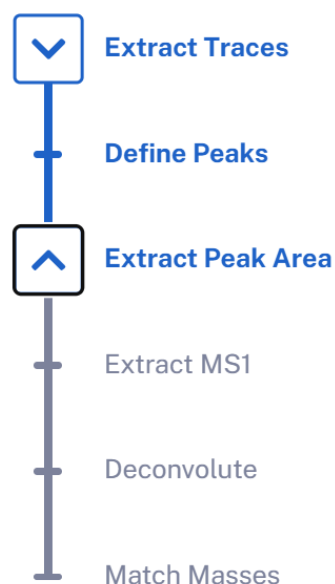 Extract Traces
Define Peaks
Extract Peak Area
Extract MS1
Deconvolute
Match Masses